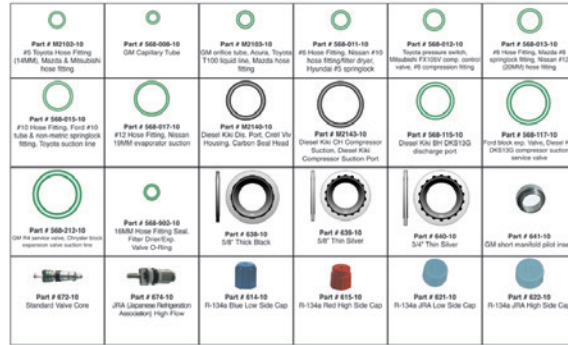 Part # M2102-10
#5 Toyota Hose Fitting
(14MM), Mazda & Mitsubishi
hose fitting
Part # 568-008-10
GM Capillary Tube
Part # M2103-10
GM orifice tube, Acura, Toyota
T100 liquid line, Mazda hose
fitting
Part # 568-011-10
#6 Hose Fitting, Nissan #10
hose fitting/filter dryer,
Hyundai #5 springlock
Part # 568-012-10
Toyota pressure switch,
Mitsubishi FX105V comp. control
valve, #6 compression fitting
Part # 568-013-10
#8 Hose Fitting, Mazda #8
springlock fitting, Nissan #12
(20MM) hose fitting
Part # 568-015-10
#10 Hose Fitting, Ford #10
tube & non-metric springlock
fitting, Toyota suction line
Part # 568-017-10
#12 Hose Fitting, Nissan
19MM evaporator suction
Part # M2140-10
Diesel Kiki Dis. Port, Cntrl Vlv
Housing, Carbon Seal Head
Part # M2143-10
Diesel Kiki CH Compressor
Suction, Diesel Kiki
Compressor Suction Port
Part # 568-115-10
Diesel Kiki BH DKS13G
discharge port
Part # 568-117-10
Ford block exp. Valve, Diesel K
DKS13G compressor suction
service valve
Part # 568-212-10
GM R4 service valve, Chrysler block
expansion valve suction line
Part # 568-902-10
16MM Hose Fitting Seal,
Filter Drier/Exp.
Valve O-Ring
Part # 638-10
5/8" Thick Black
Part # 639-10
5/8" Thin Silver
Part # 640-10
3/4" Thin Silver
Part # 641-10
GM short manifold pilot inse
Part # 672-10
Standard Valve Core
Part # 674-10
JRA (Japanese Refrigeration
Association) High-Flow
Part # 614-10
R-134a Blue Low Side Cap
Part # 615-10
R-134a Red High Side Cap
Part # 621-10
R-134a JRA Low Side Cap
Part # 622-10
R-134a JRA High Side Cap